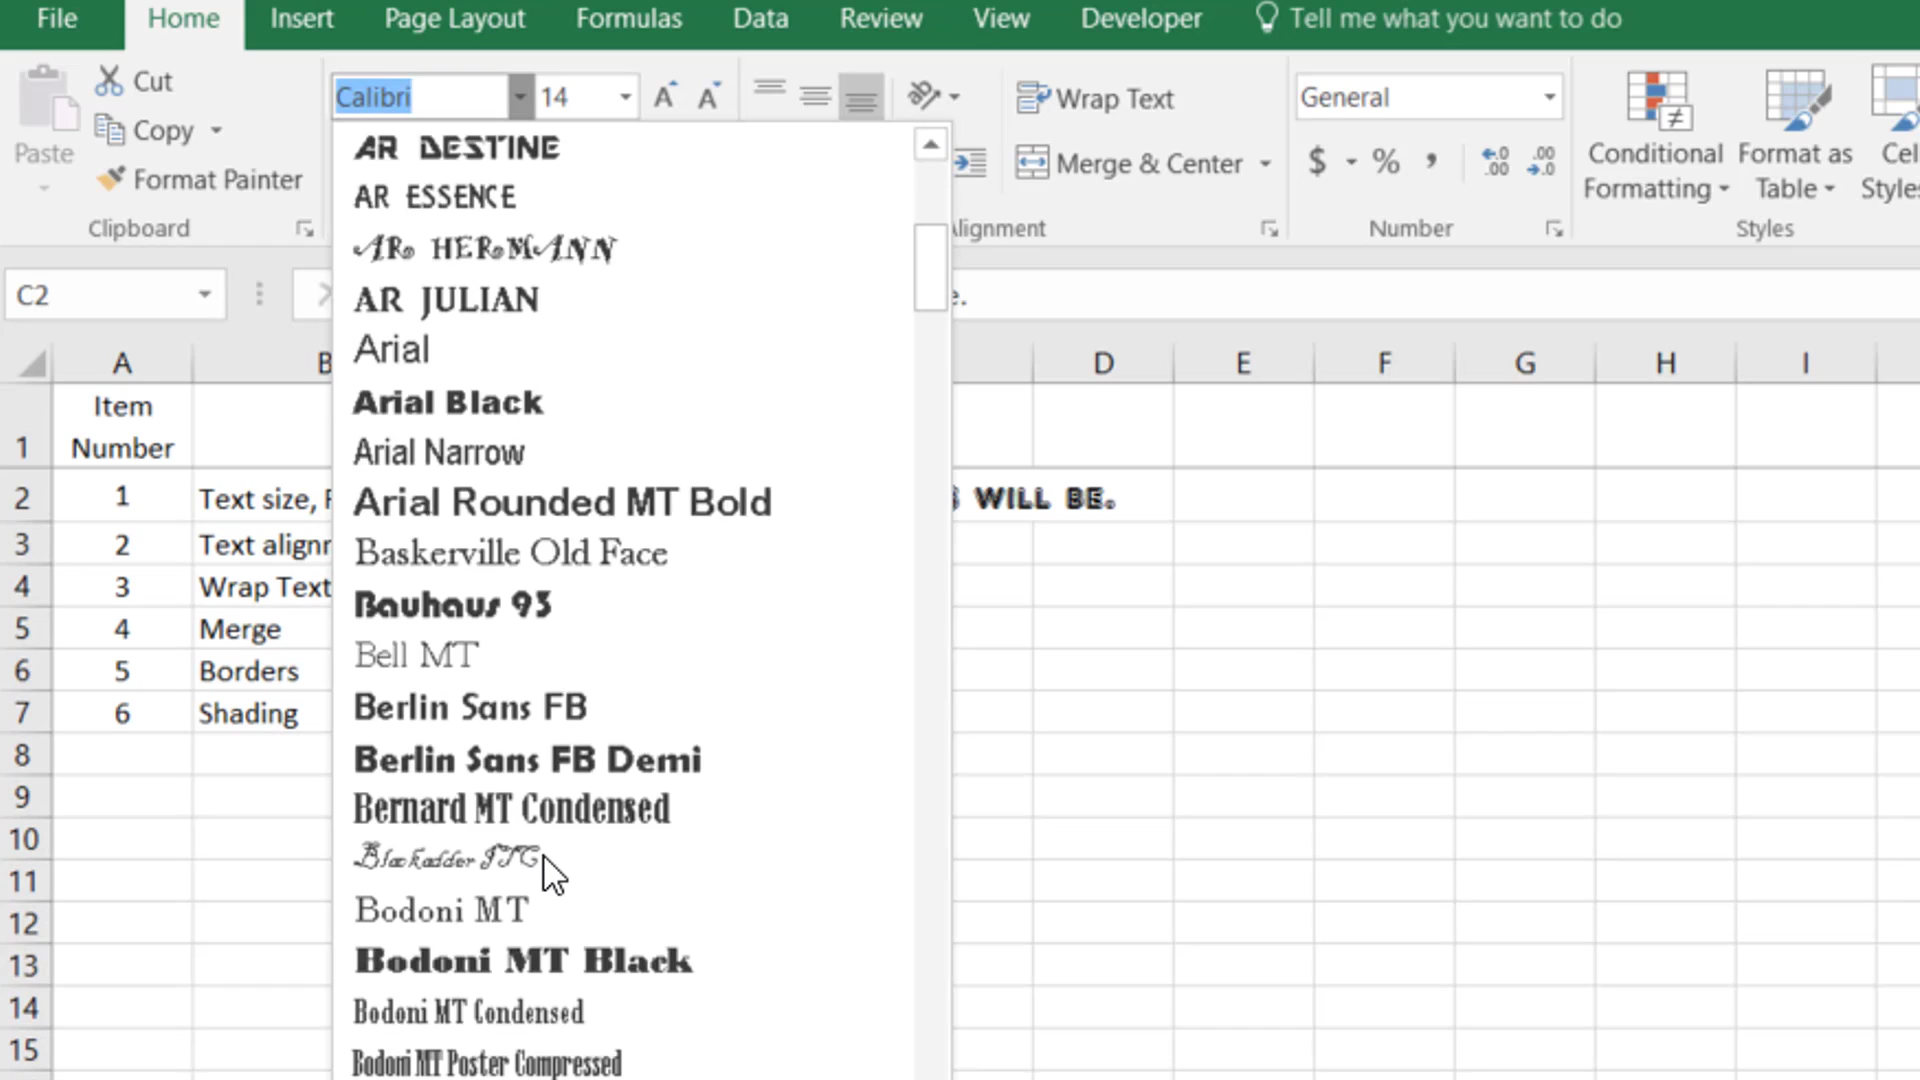 File Home Insert Page Layout Formulas Data Review View Developer Tell me what you want to do
Cut
Copy
Format Painter
Paste
Clipboard
Calibri 14
Wrap Text
Merge & Center
Alignment
General
$ % , .0 .00 .00 .0
Number
Conditional Formatting
Format as Table
Styles
C2
AR DESTINE
AR ESSENCE
AR HERMANN
AR JULIAN
Arial
Arial Black
Arial Narrow
Arial Rounded MT Bold
Baskerville Old Face
Bauhaus 93
Bell MT
Berlin Sans FB
Berlin Sans FB Demi
Bernard MT Condensed
Blackadder ITC
Bodoni MT
Bodoni MT Black
Bodoni MT Condensed
Bodoni MT Poster Compressed
A B D E F G H I
1 Item Number
2 1 Text size, WILL BE.
3 2 Text
4 3 Wrap Text
5 4 Merge
6 5 Borders
7 6 Shading
8
9
10
11
12
13
14
15